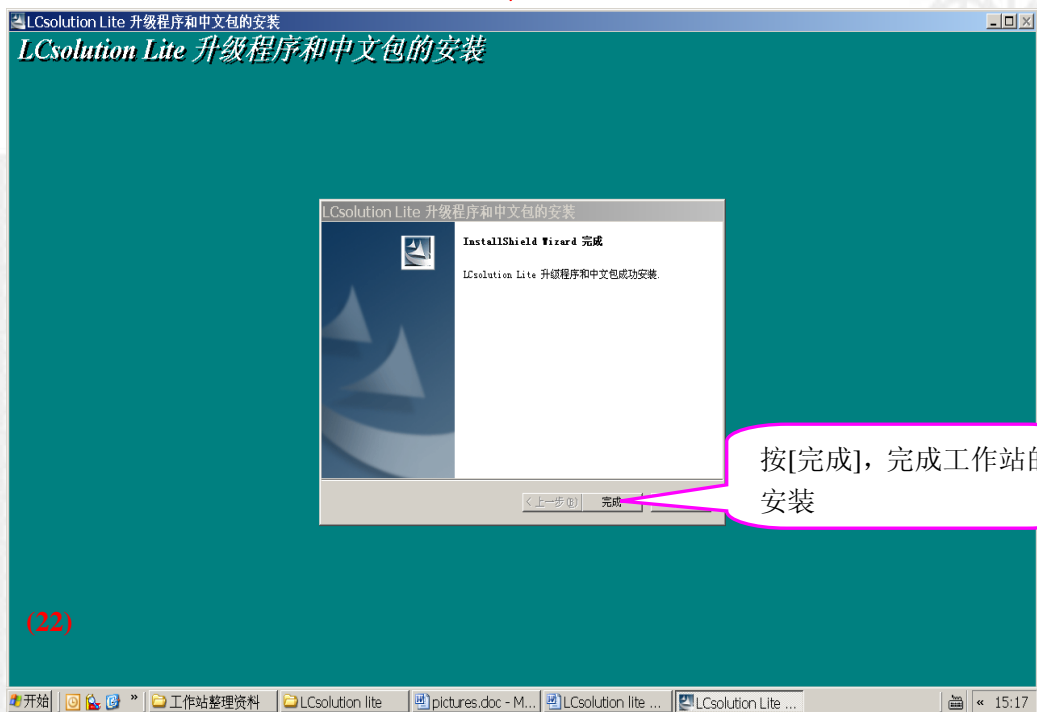 LCsolution Lite 升级程序和中文包的安装
LCsolution Lite 升级程序和中文包的安装
LCsolution Lite 升级程序和中文包的安装
InstallShield Wizard 完成
LCsolution Lite 升级程序和中文包成功安装.
按[完成]，完成工作站的
安装
<上一步(B) 完成
(22)
开始 » 工作站整理资料 LCsolution lite pictures.doc - M... LCsolution lite ... LCsolution Lite ... « 15:17